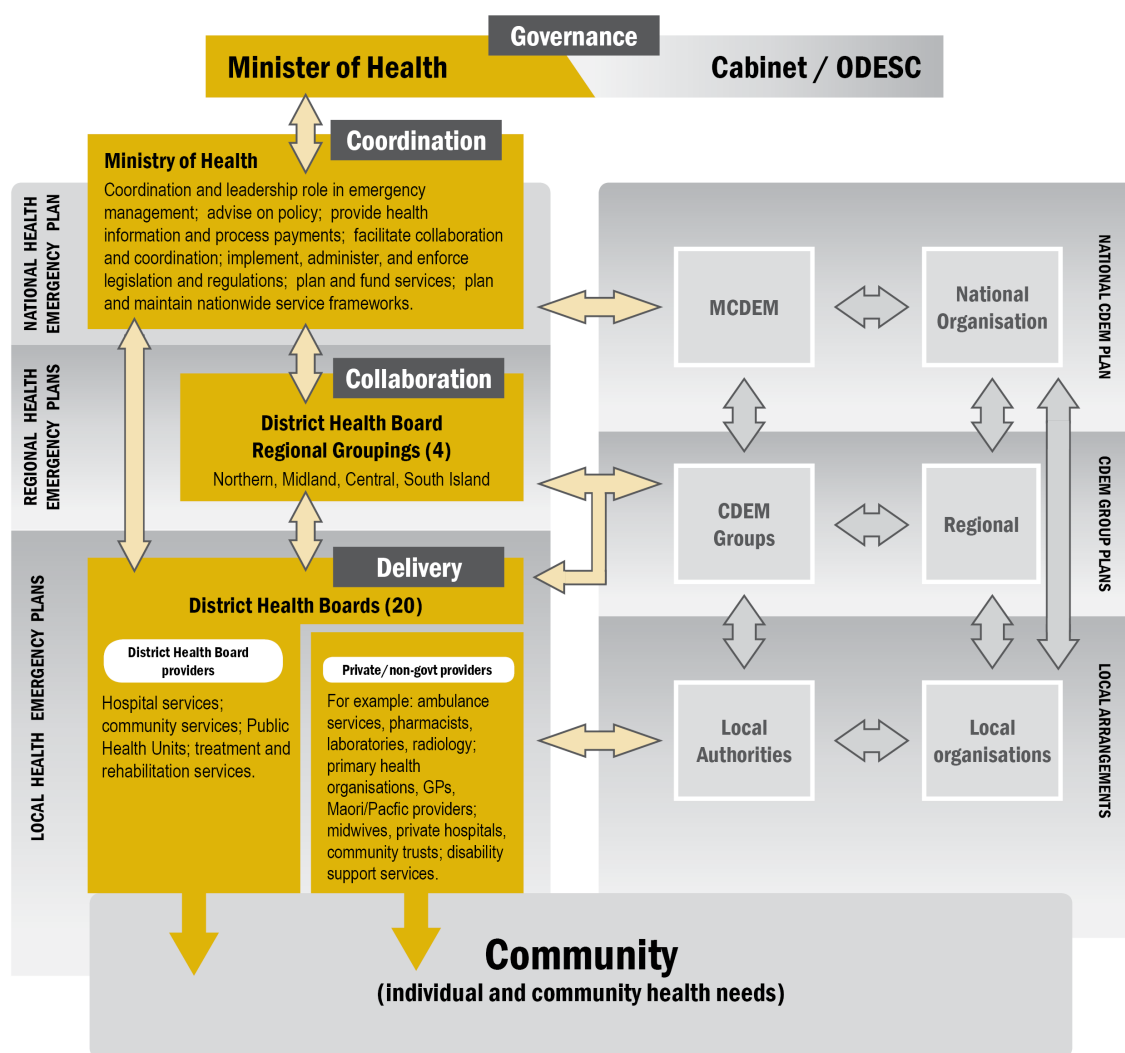 Governance
Minister of Health
Cabinet / ODESC
Coordination
Ministry of Health
Coordination and leadership role in emergency
management;  advise on policy;  provide health
information and process payments;  facilitate collaboration
and coordination; implement, administer, and enforce
legislation and regulations;  plan and fund services;  plan
and maintain nationwide service frameworks.
NATIONAL HEALTH
EMERGENCY PLAN
Collaboration
District Health Board
Regional Groupings (4)
Northern, Midland, Central, South Island
REGIONAL HEALTH
EMERGENCY PLANS
Delivery
District Health Boards (20)
District Health Board
providers
Hospital services;
community services; Public
Health Units; treatment and
rehabilitation services.
Private/non-govt providers
For example: ambulance
services, pharmacists,
laboratories, radiology;
primary health
organisations, GPs,
Maori/Pacfic providers;
midwives, private hospitals,
community trusts; disability
support services.
LOCAL HEALTH EMERGENCY PLANS
MCDEM
National
Organisation
NATIONAL CDEM PLAN
CDEM
Groups
Regional
CDEM GROUP PLANS
Local
Authorities
Local
organisations
LOCAL ARRANGEMENTS
Community
(individual and community health needs)